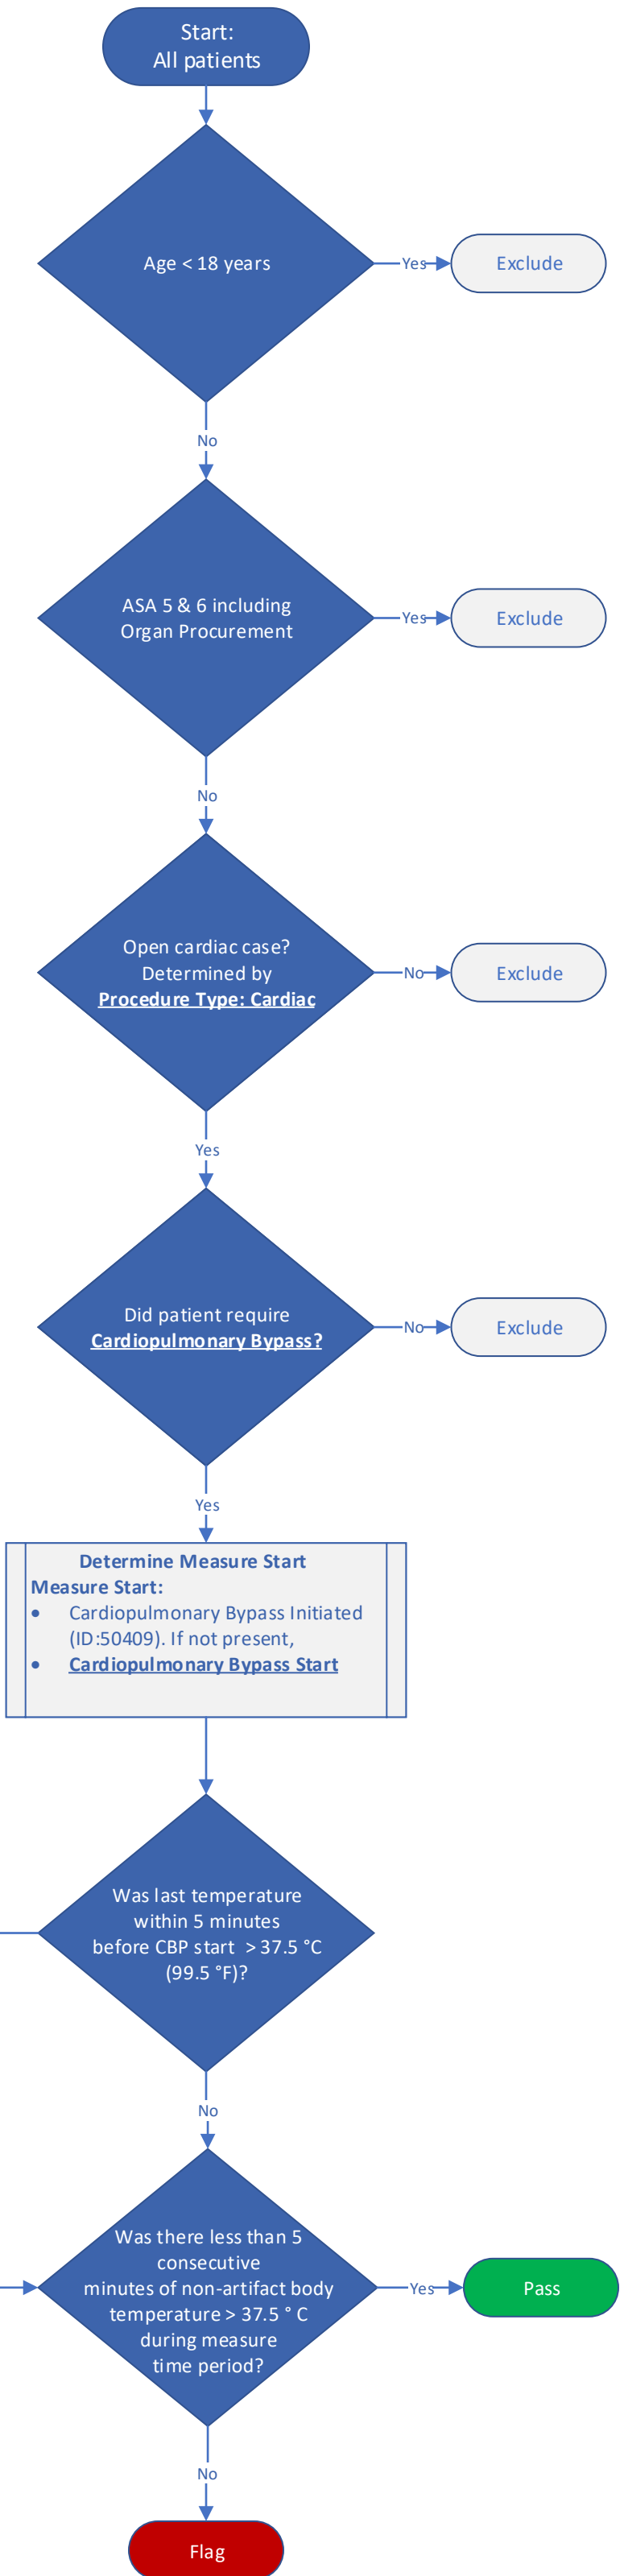 Start:
All patients
Age < 18 years
Yes
Exclude
No
ASA 5 & 6 including
Organ Procurement
Yes
Exclude
No
Open cardiac case?
Determined by
Procedure Type: Cardiac
No
Exclude
Yes
Did patient require
Cardiopulmonary Bypass?
No
Exclude
Yes
Determine Measure Start
Measure Start:
• Cardiopulmonary Bypass Initiated
(ID:50409). If not present,
• Cardiopulmonary Bypass Start
Was last temperature
within 5 minutes
before CBP start > 37.5 °C
(99.5 °F)?
No
Was there less than 5
consecutive
minutes of non-artifact body
temperature > 37.5 ° C
during measure
time period?
Yes
Pass
No
Flag